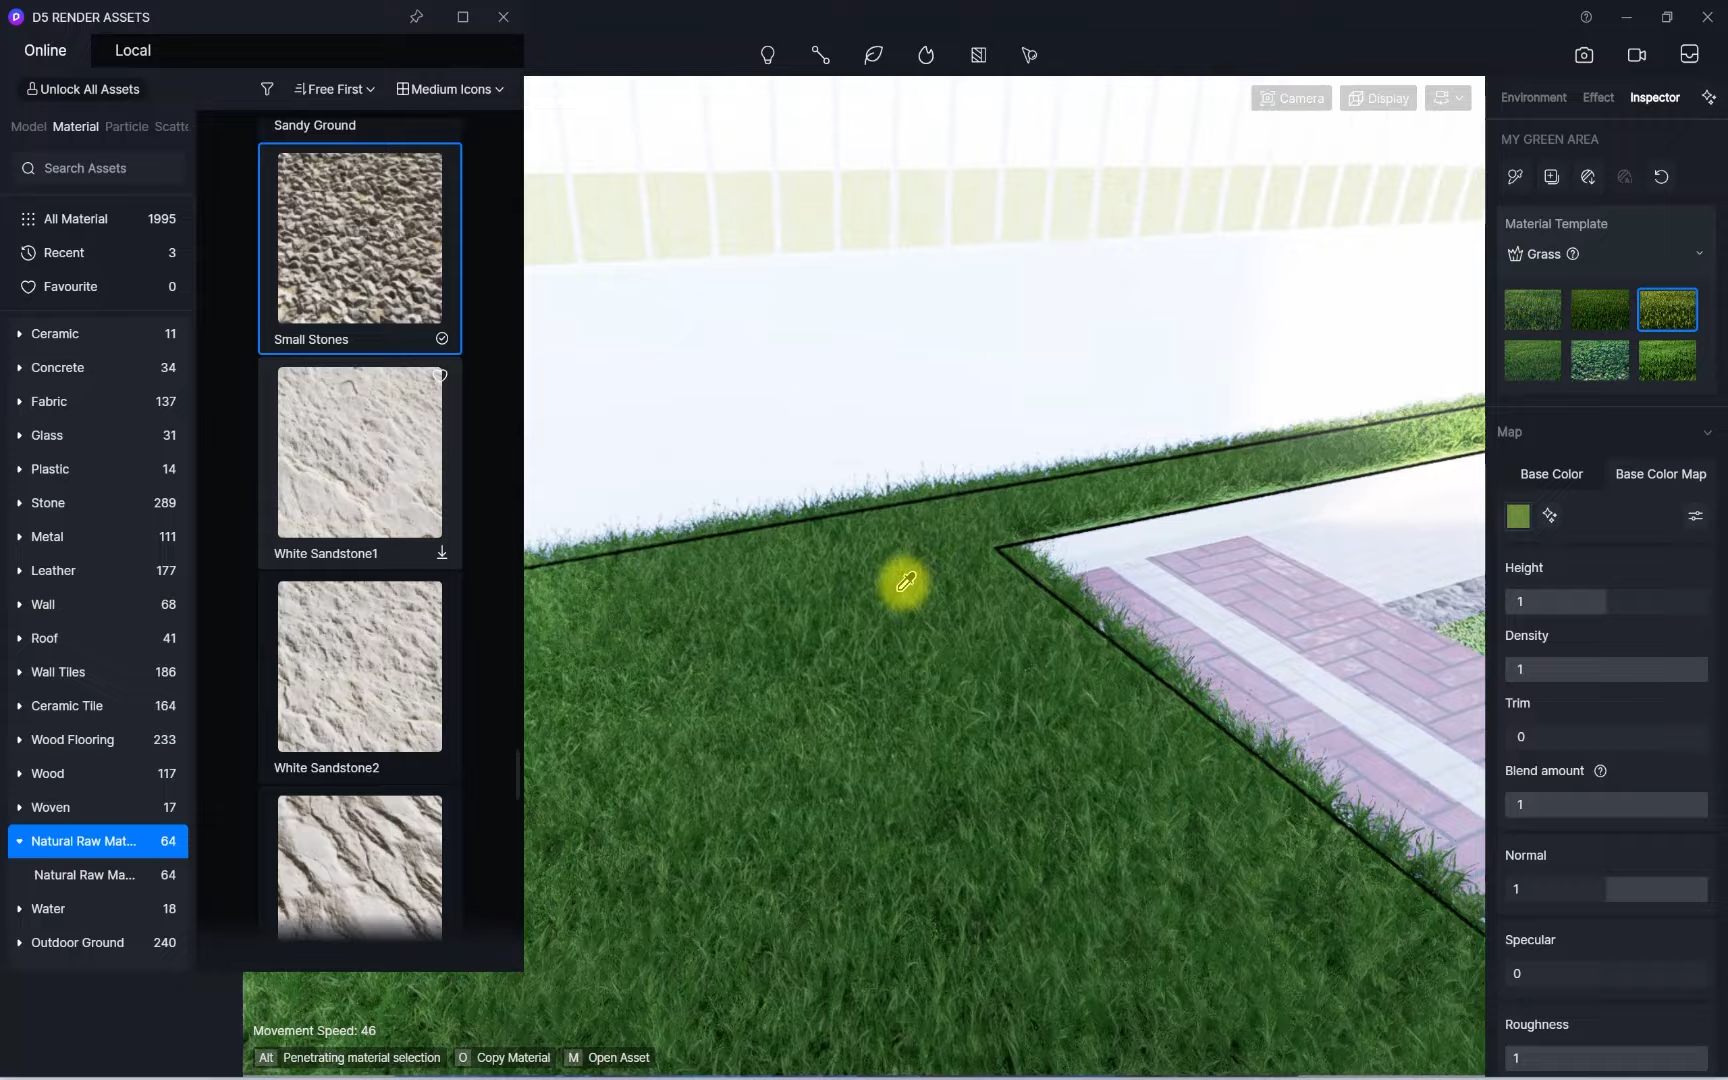 D5 RENDER ASSETS
Online
Local
Unlock All Assets
Free First
Medium Icons
Model
Material
Particle
Scatte
Search Assets
All Material 1995
Recent 3
Favourite 0
Ceramic 11
Concrete 34
Fabric 137
Glass 31
Plastic 14
Stone 289
Metal 111
Leather 177
Wall 68
Roof 41
Wall Tiles 186
Ceramic Tile 164
Wood Flooring 233
Wood 117
Woven 17
Natural Raw Mat... 64
Natural Raw Ma... 64
Water 18
Outdoor Ground 240
Sandy Ground
Small Stones
White Sandstone1
White Sandstone2
Camera
Display
Movement Speed: 46
Alt Penetrating material selection O Copy Material M Open Asset
Environment
Effect
Inspector
MY GREEN AREA
Material Template
Grass
Map
Base Color
Base Color Map
Height
1
Density
1
Trim
0
Blend amount
1
Normal
1
Specular
0
Roughness
1